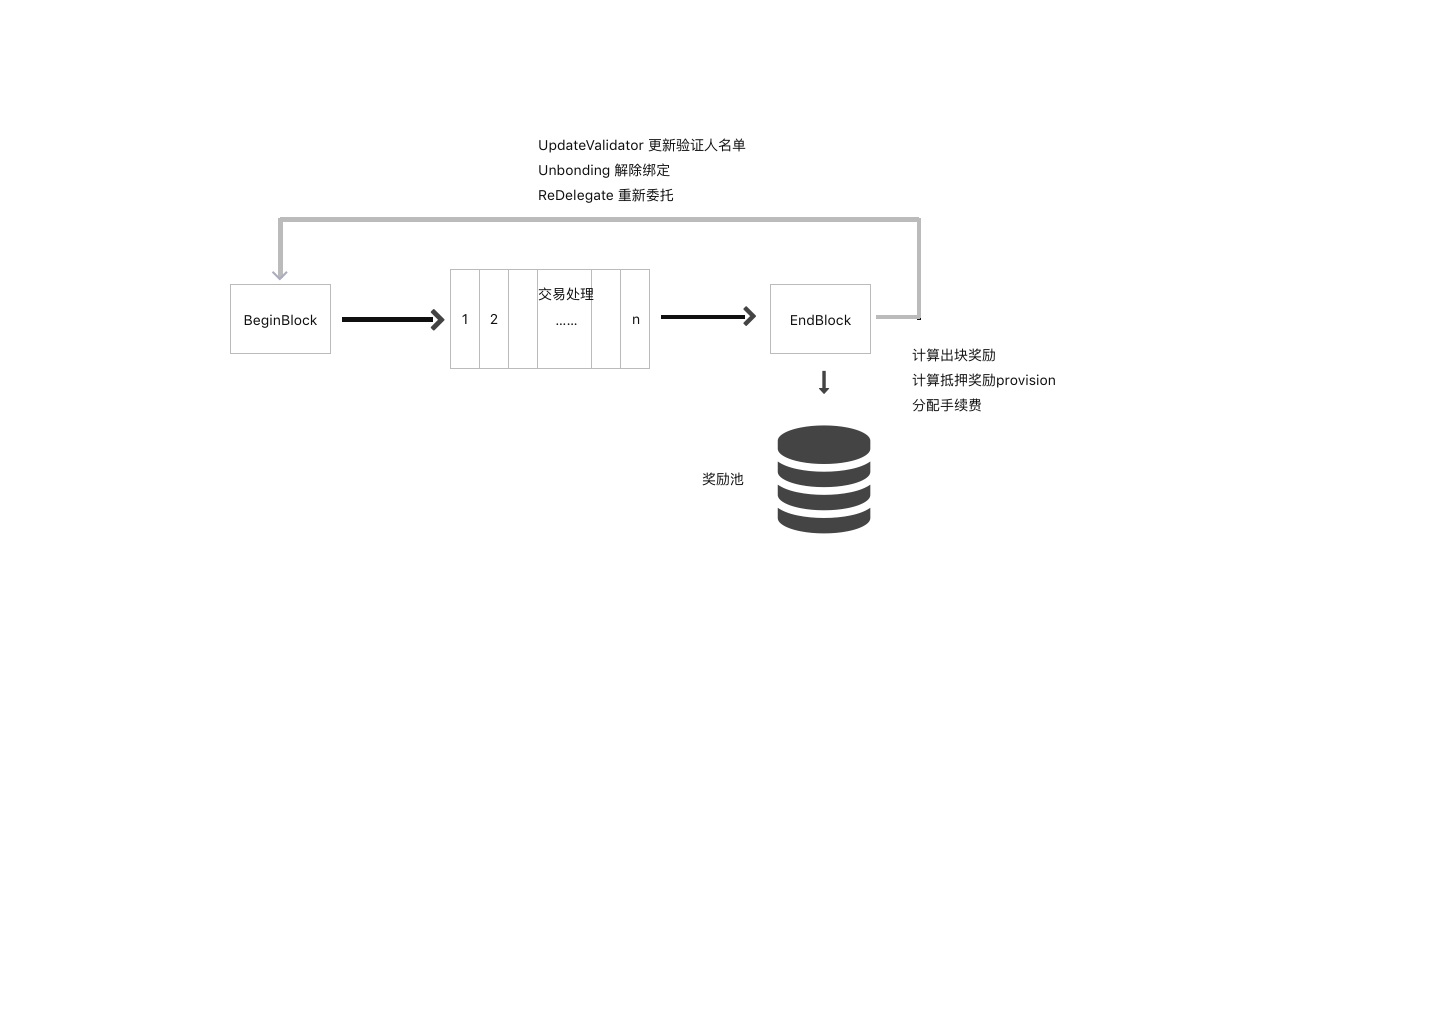 UpdateValidator 更新验证人名单
Unbonding 解除绑定
ReDelegate 重新委托
BeginBlock
交易处理
1 2 …… n
EndBlock
计算出块奖励
计算抵押奖励provision
分配手续费
奖励池